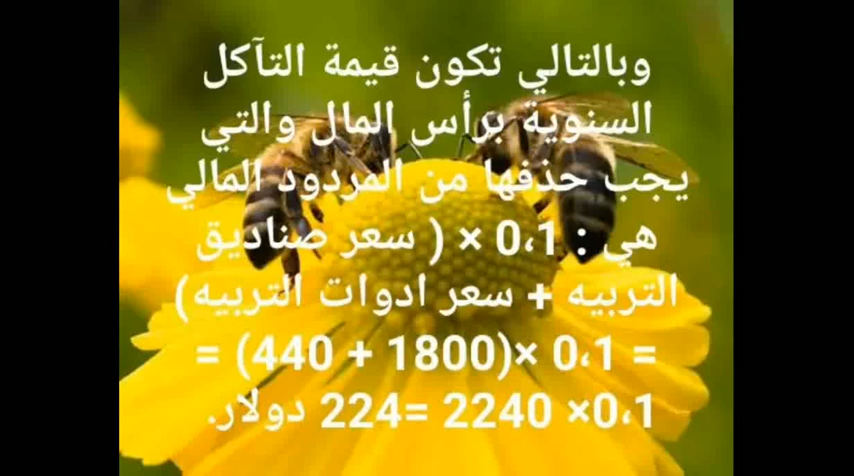 وبالتالي تكون قيمة التآكل
السنوية برأس المال والتي
يجب حذفها من المردود المالي
هي : 0،1 × ( سعر صناديق
التربيه + سعر ادوات التربيه)
= 0،1 ×(1800 + 440) =
0،1× 2240 =224 دولار.